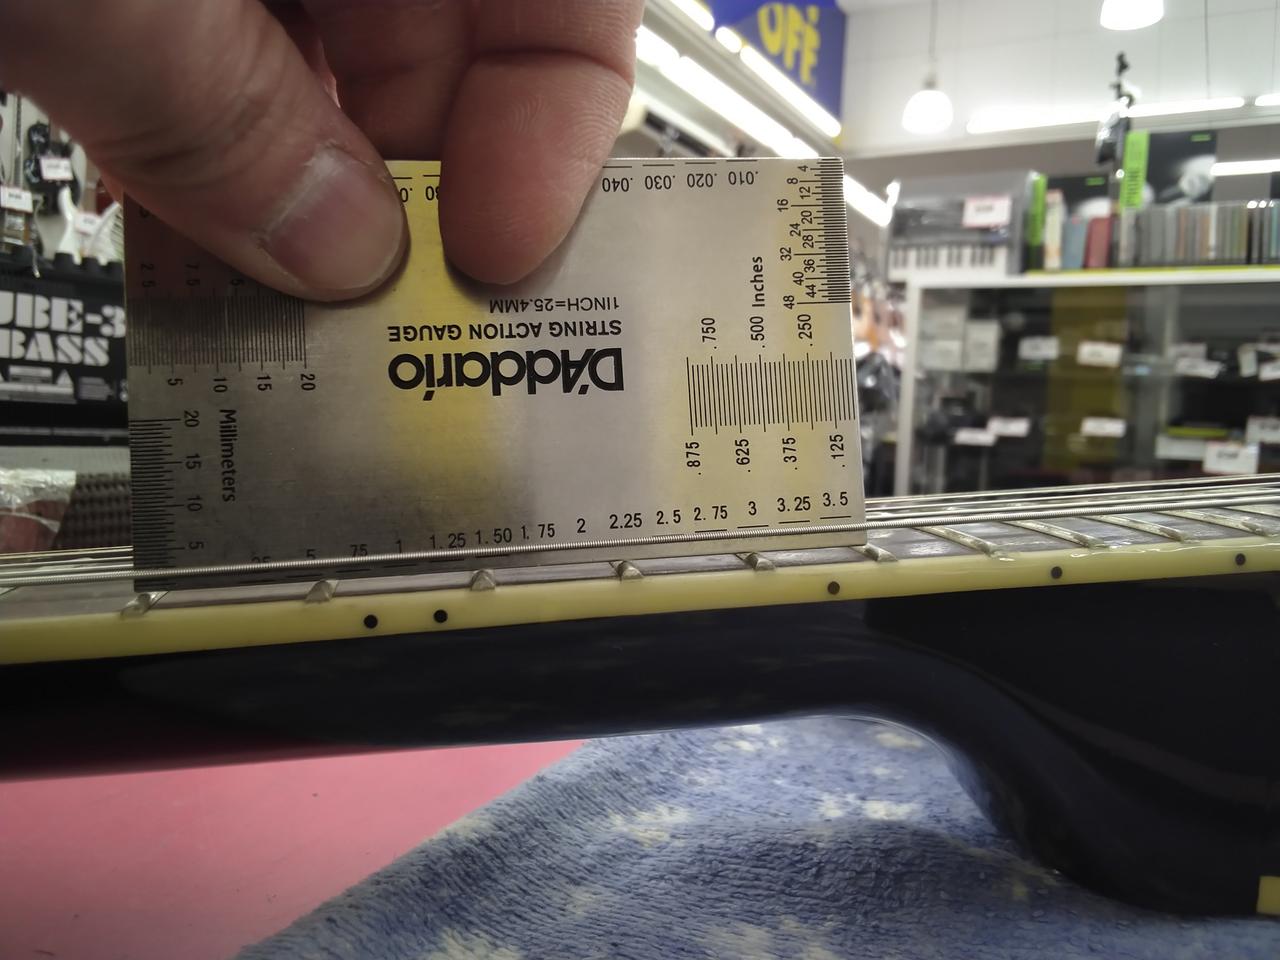 OFF
UBE-3
BASS
.040 .030 .020 .010
4
8
12
16
20
24
28
32
36
40
44
48
Inches
1INCH=25.4MM
STRING ACTION GAUGE
D'Addario
.750 .500 .250
.875 .625 .375 .125
5 10 15 20
Millimeters
20
15
10
5
.5 .75 1 1.25 1.50 1.75 2 2.25 2.5 2.75 3 3.25 3.5